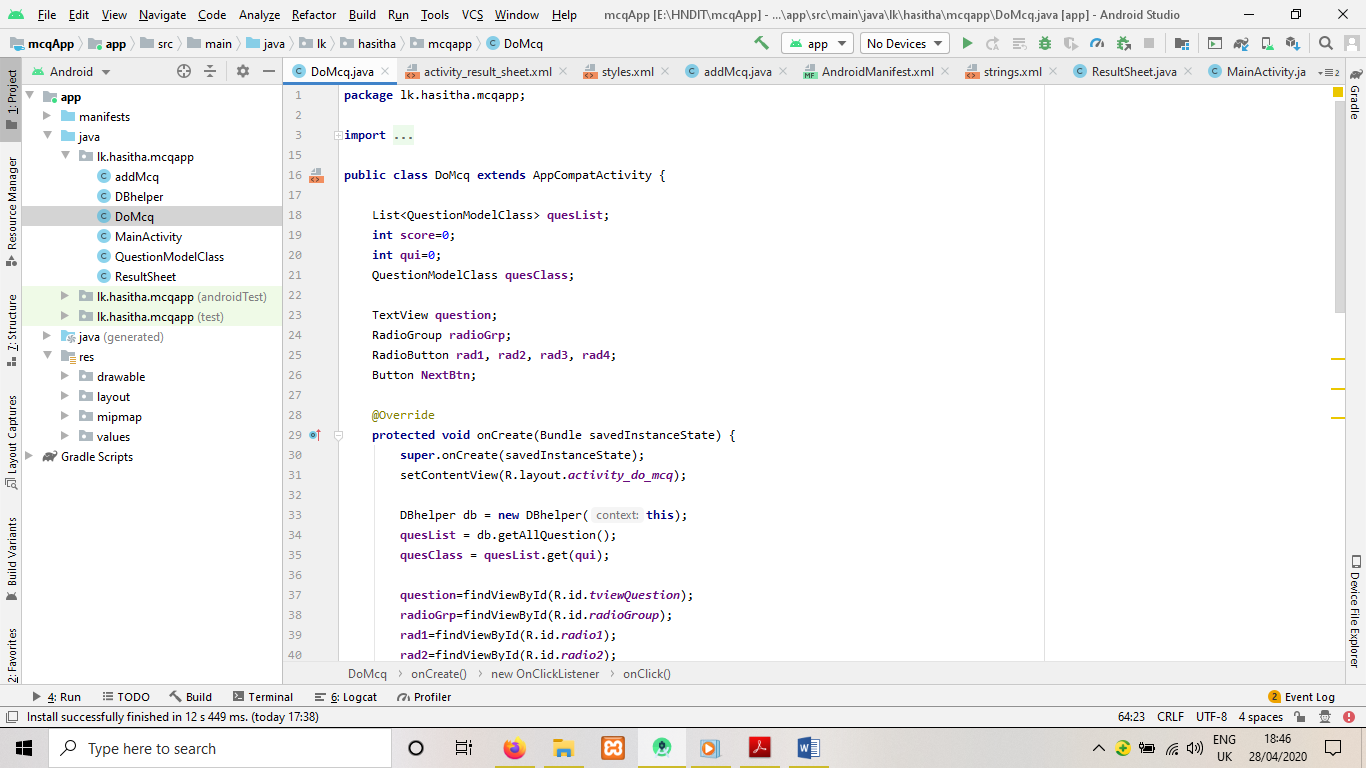 File Edit View Navigate Code Analyze Refactor Build Run Tools VCS Window Help mcqApp [E:\HNDIT\mcqApp] - ...\app\src\main\java\lk\hasitha\mcqapp\DoMcq.java [app] - Android Studio
mcqApp app src main java lk hasitha mcqapp DoMcq app No Devices
Android DoMcq.java activity_result_sheet.xml styles.xml addMcq.java AndroidManifest.xml strings.xml ResultSheet.java MainActivity.ja 2
1: Project
Resource Manager
7: Structure
Layout Captures
Build Variants
2: Favorites
app
manifests
java
lk.hasitha.mcqapp
addMcq
DBhelper
DoMcq
MainActivity
QuestionModelClass
ResultSheet
lk.hasitha.mcqapp (androidTest)
lk.hasitha.mcqapp (test)
java (generated)
res
drawable
layout
mipmap
values
Gradle Scripts
1 package lk.hasitha.mcqapp;
2
3 import ...
15
16 public class DoMcq extends AppCompatActivity {
17
18 List<QuestionModelClass> quesList;
19 int score=0;
20 int qui=0;
21 QuestionModelClass quesClass;
22
23 TextView question;
24 RadioGroup radioGrp;
25 RadioButton rad1, rad2, rad3, rad4;
26 Button NextBtn;
27
28 @Override
29 protected void onCreate(Bundle savedInstanceState) {
30 super.onCreate(savedInstanceState);
31 setContentView(R.layout.activity_do_mcq);
32
33 DBhelper db = new DBhelper( context: this);
34 quesList = db.getAllQuestion();
35 quesClass = quesList.get(qui);
36
37 question=findViewById(R.id.tviewQuestion);
38 radioGrp=findViewById(R.id.radioGroup);
39 rad1=findViewById(R.id.radio1);
40 rad2=findViewById(R.id.radio2);
Gradle
Device File Explorer
DoMcq onCreate() new OnClickListener onClick()
4: Run TODO Build Terminal 6: Logcat Profiler 2 Event Log
Install successfully finished in 12 s 449 ms. (today 17:38) 64:23 CRLF UTF-8 4 spaces
Type here to search ENG 18:46
UK 28/04/2020